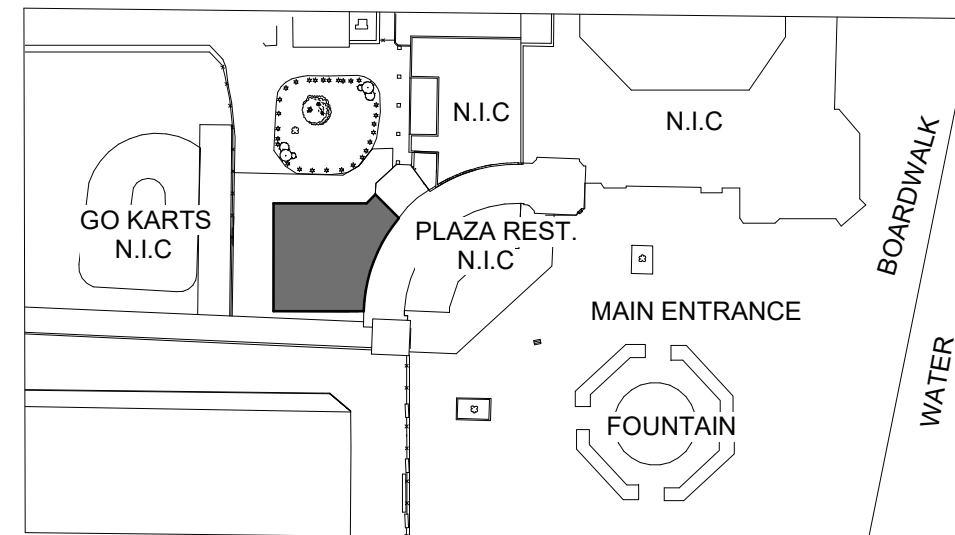 N.I.C
N.I.C
BOARDWALK
GO KARTS
N.I.C
PLAZA REST.
N.I.C
MAIN ENTRANCE
WATER
FOUNTAIN